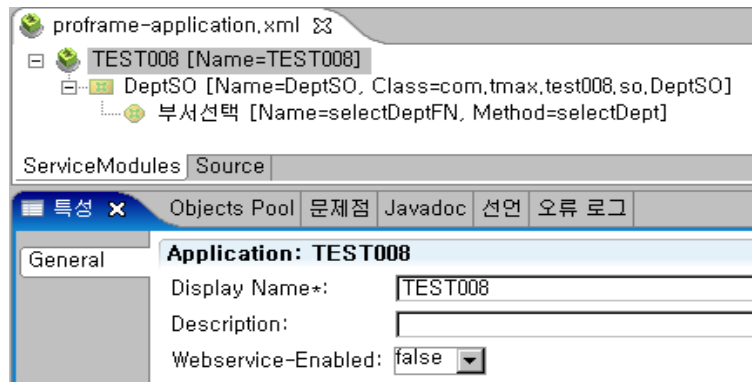 proframe-application.xml
TEST008 [Name=TEST008]
DeptSO [Name=DeptSO, Class=com.tmax.test008.so.DeptSO]
부서선택 [Name=selectDeptFN, Method=selectDept]
ServiceModules Source
특성 Objects Pool 문제점 Javadoc 선언 오류 로그
General
Application: TEST008
Display Name*: TEST008
Description:
Webservice-Enabled: false